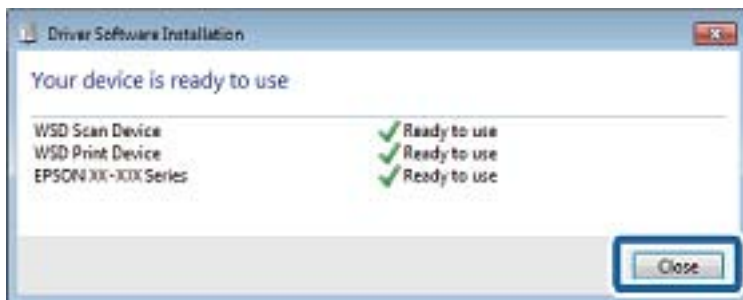 Driver Software Installation
Your device is ready to use
WSD Scan Device Ready to use
WSD Print Device Ready to use
EPSON XX-XXX Series Ready to use
Close